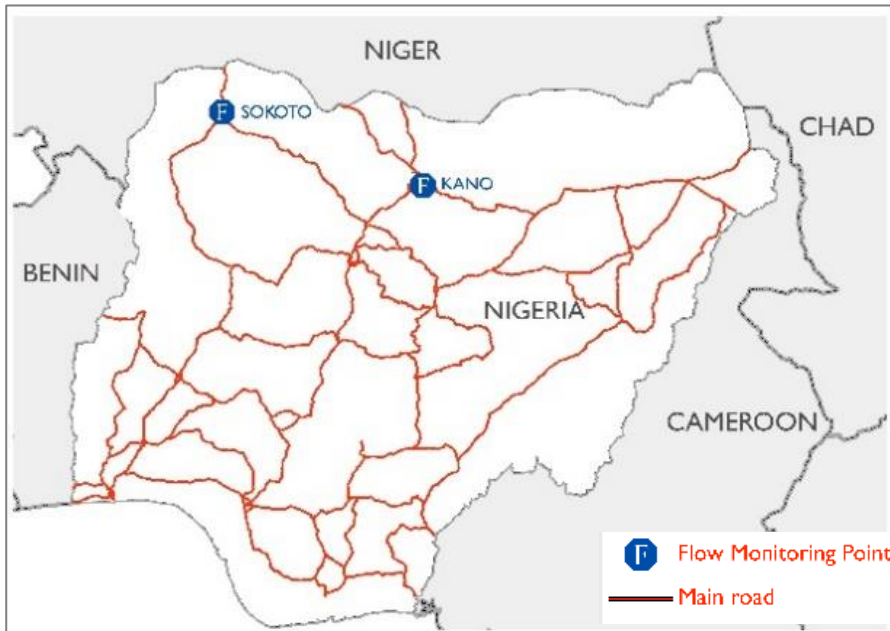 NIGER
F SOKOTO
CHAD
F KANO
BENIN
NIGERIA
CAMEROON
F Flow Monitoring Point
Main road